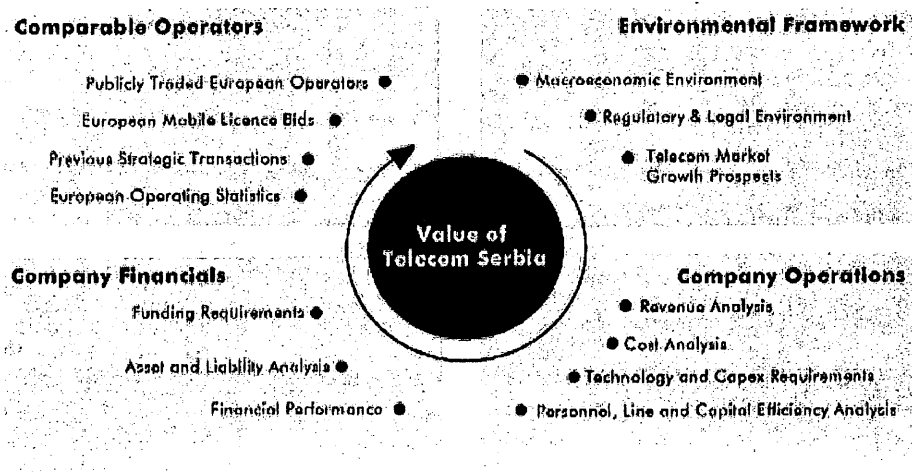 Comparable Operators
Publicly Traded European Operators
European Mobile Licence Bids
Previous Strategic Transactions
European Operating Statistics
Environmental Framework
Macroeconomic Environment
Regulatory & Legal Environment
Telecom Market
Growth Prospects
Value of
Telecom Serbia
Company Financials
Funding Requirements
Asset and Liability Analysis
Financial Performance
Company Operations
Revenue Analysis
Cost Analysis
Technology and Capex Requirements
Personnel, Line and Capital Efficiency Analysis